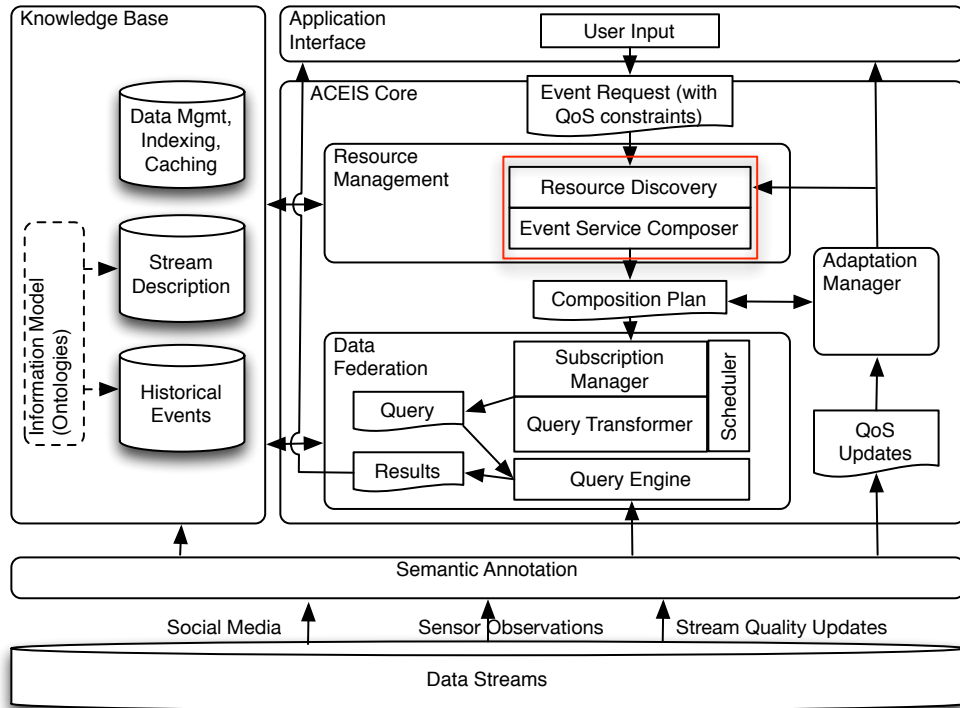 Knowledge Base
Application
Interface
User Input
ACEIS Core
Event Request (with
QoS constraints)
Data Mgmt,
Indexing,
Caching
Resource
Management
Resource Discovery
Event Service Composer
Information Model
(Ontologies)
Stream
Description
Adaptation
Manager
Composition Plan
Data
Federation
Subscription
Manager
Scheduler
Historical
Events
Query
Query Transformer
QoS
Updates
Results
Query Engine
Semantic Annotation
Social Media
Sensor Observations
Stream Quality Updates
Data Streams